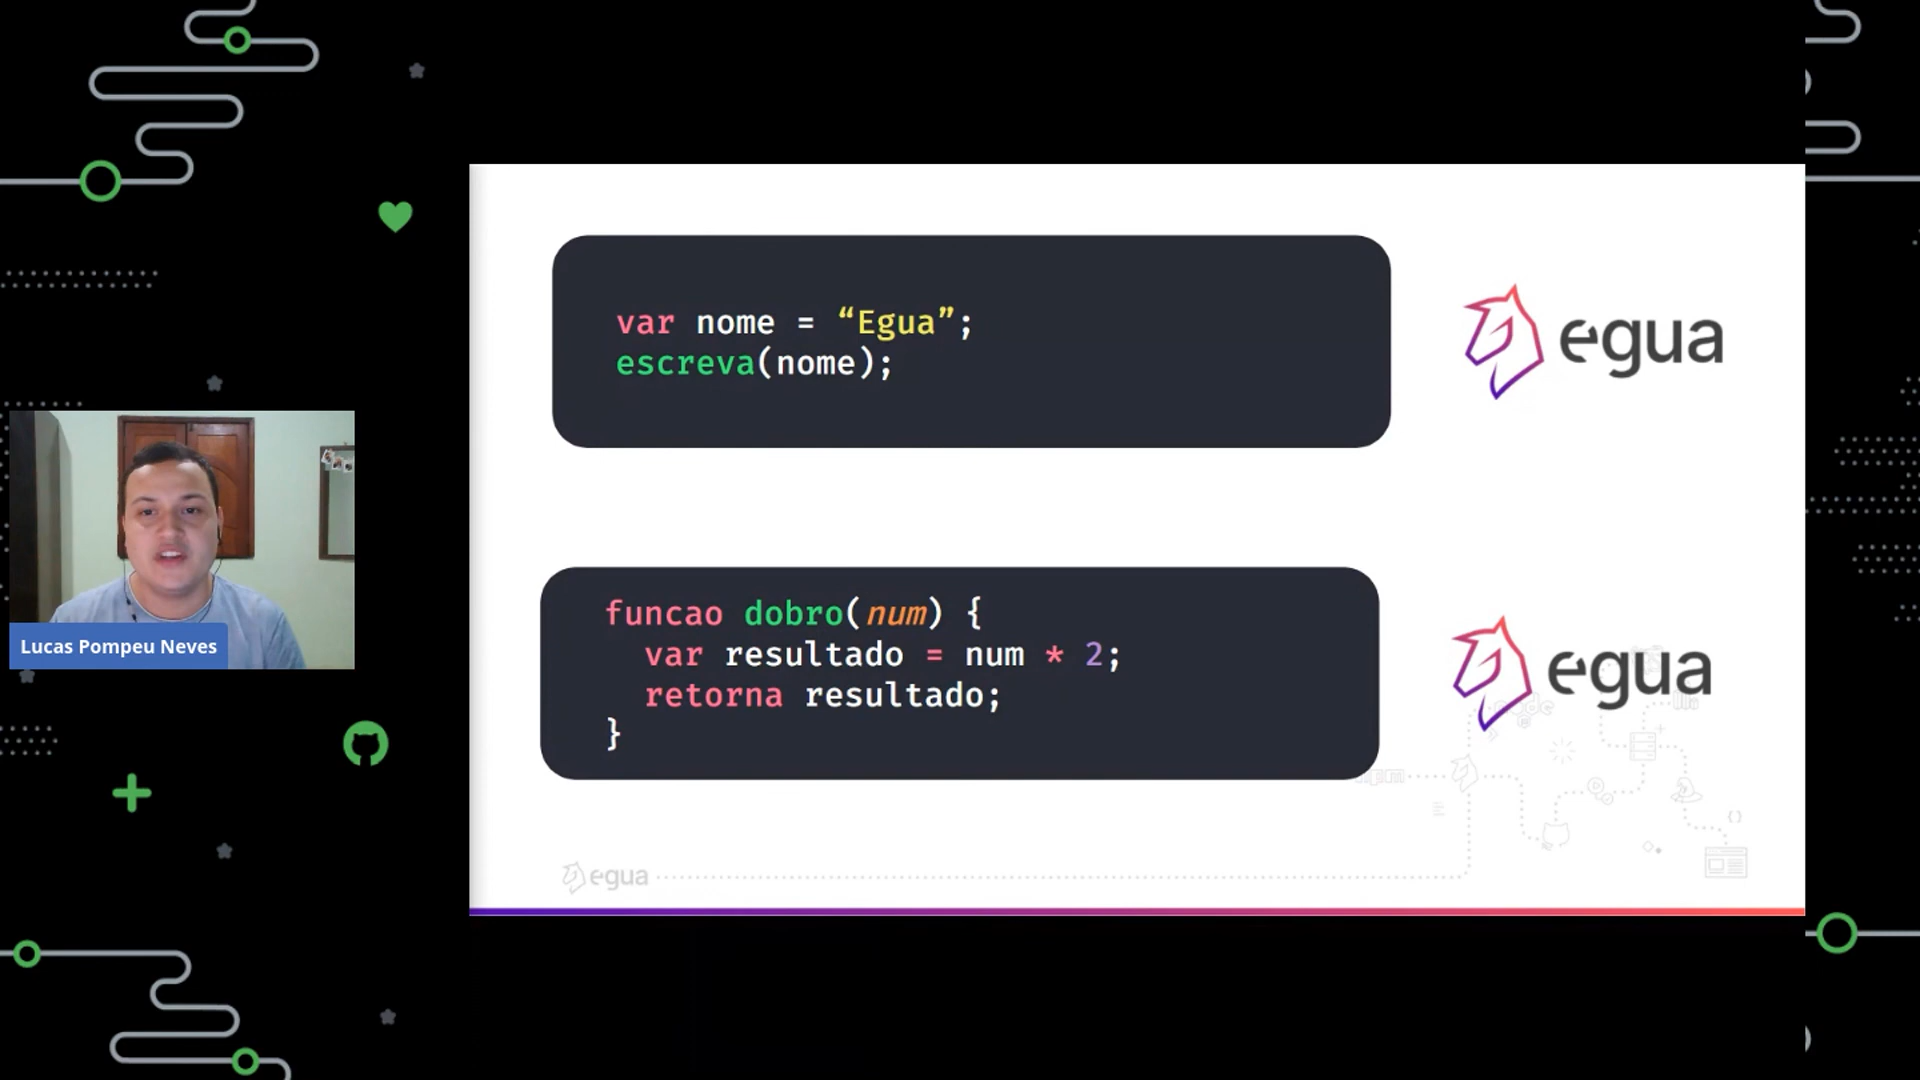 var nome = “Egua”;
escreva(nome);
egua
Lucas Pompeu Neves
funcao dobro(num) {
var resultado = num * 2;
retorna resultado;
}
egua
egua